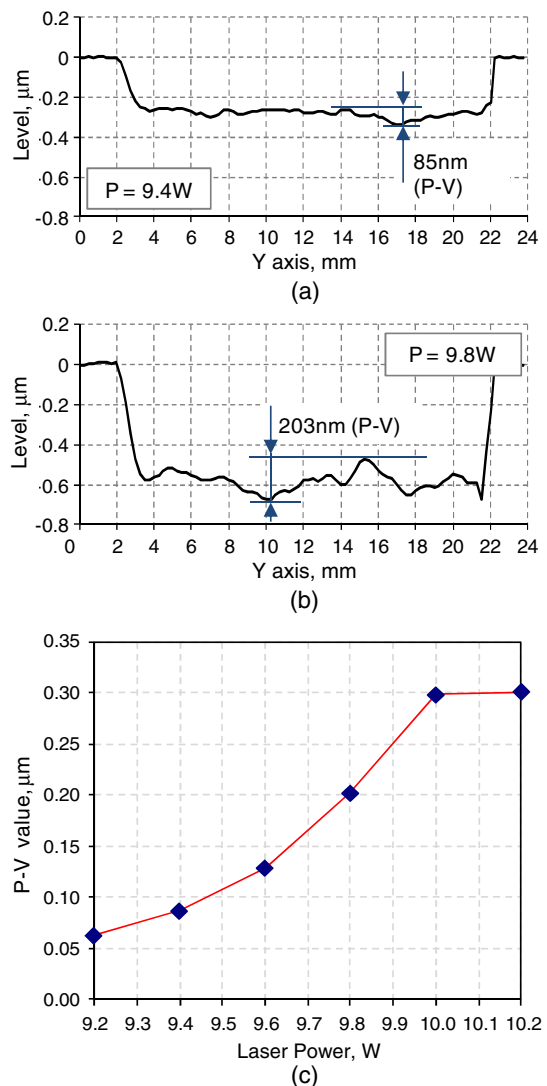 0.2
0
-0.2
-0.4
·0.6
-0.8
Level, µm
85nm
(P-V)
P = 9.4W
0 2 4 6 8 10 12 14 16 18 20 22 24
Y axis, mm
(a)
0.2
0
·0.2
-0.4
-0.6
-0.8
Level, µm
P = 9.8W
203nm (P-V)
0 2 4 6 8 10 12 14 16 18 20 22 24
Y axis, mm
(b)
0.35
0.30
0.25
0.20
0.15
0.10
0.05
0.00
P-V value, µm
9.2 9.3 9.4 9.5 9.6 9.7 9.8 9.9 10.0 10.1 10.2
Laser Power, W
(c)